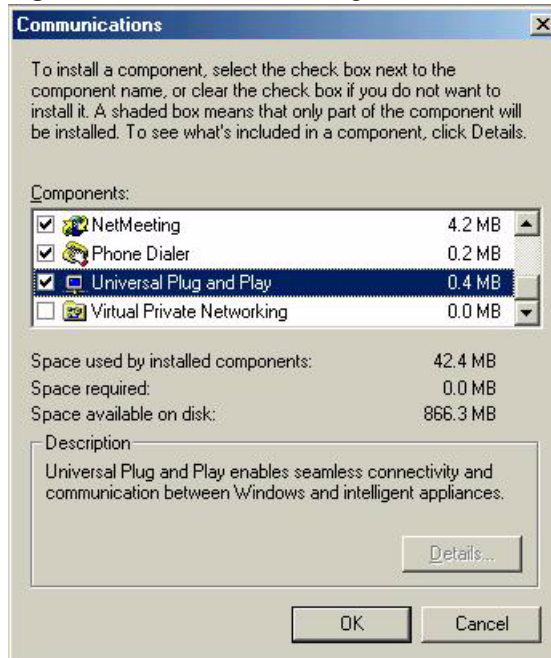 Communications
To install a component, select the check box next to the
component name, or clear the check box if you do not want to
install it. A shaded box means that only part of the component will
be installed. To see what's included in a component, click Details.
Components:
NetMeeting 4.2 MB
Phone Dialer 0.2 MB
Universal Plug and Play 0.4 MB
Virtual Private Networking 0.0 MB
Space used by installed components: 42.4 MB
Space required: 0.0 MB
Space available on disk: 866.3 MB
Description
Universal Plug and Play enables seamless connectivity and
communication between Windows and intelligent appliances.
Details...
OK Cancel